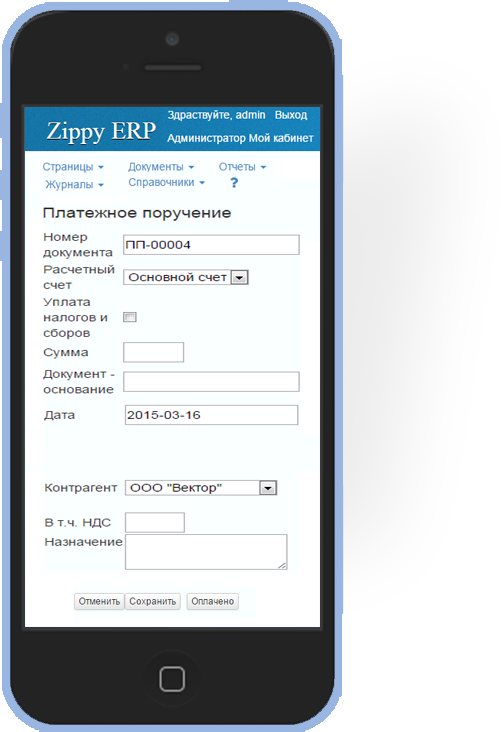 Здраствуйте, admin Выход
Zippy ERP
Администратор Мой кабинет
Страницы Документы Отчеты
Журналы Справочники ?
Платежное поручение
Номер
документа ПП-00004
Расчетный
счет Основной счет
Уплата
налогов и
сборов
Сумма
Документ -
основание
Дата 2015-03-16
Контрагент ООО "Вектор"
В т.ч. НДС
Назначение
Отменить Сохранить Оплачено